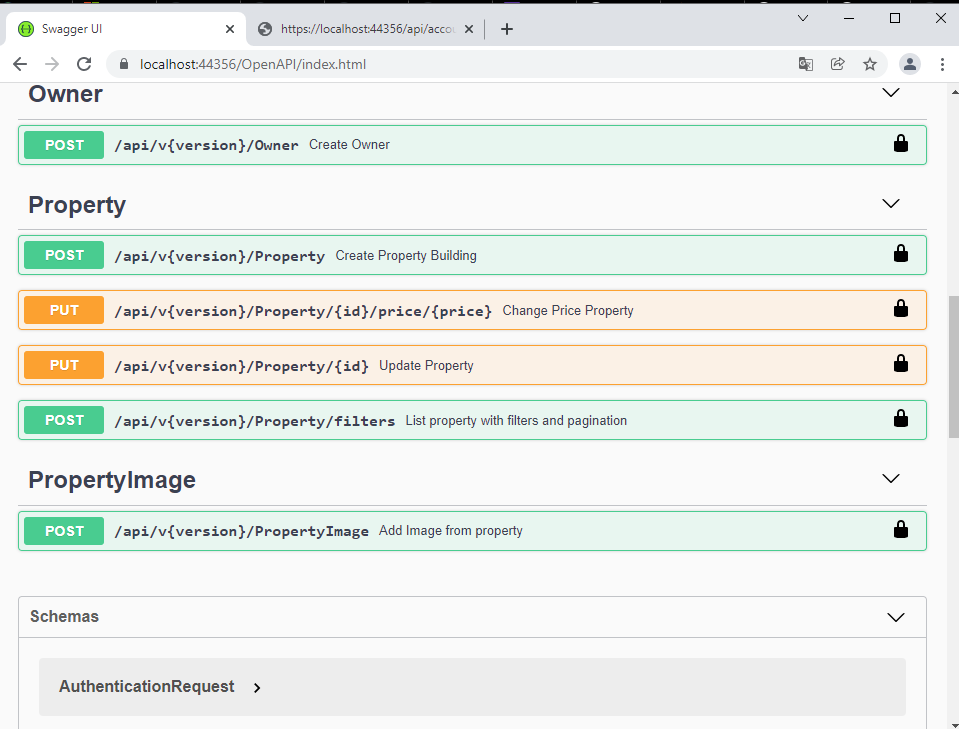 Swagger UI
https://localhost:44356/api/acco
localhost:44356/OpenAPI/index.html
Owner
POST /api/v{version}/Owner Create Owner
Property
POST /api/v{version}/Property Create Property Building
PUT /api/v{version}/Property/{id}/price/{price} Change Price Property
PUT /api/v{version}/Property/{id} Update Property
POST /api/v{version}/Property/filters List property with filters and pagination
PropertyImage
POST /api/v{version}/PropertyImage Add Image from property
Schemas
AuthenticationRequest